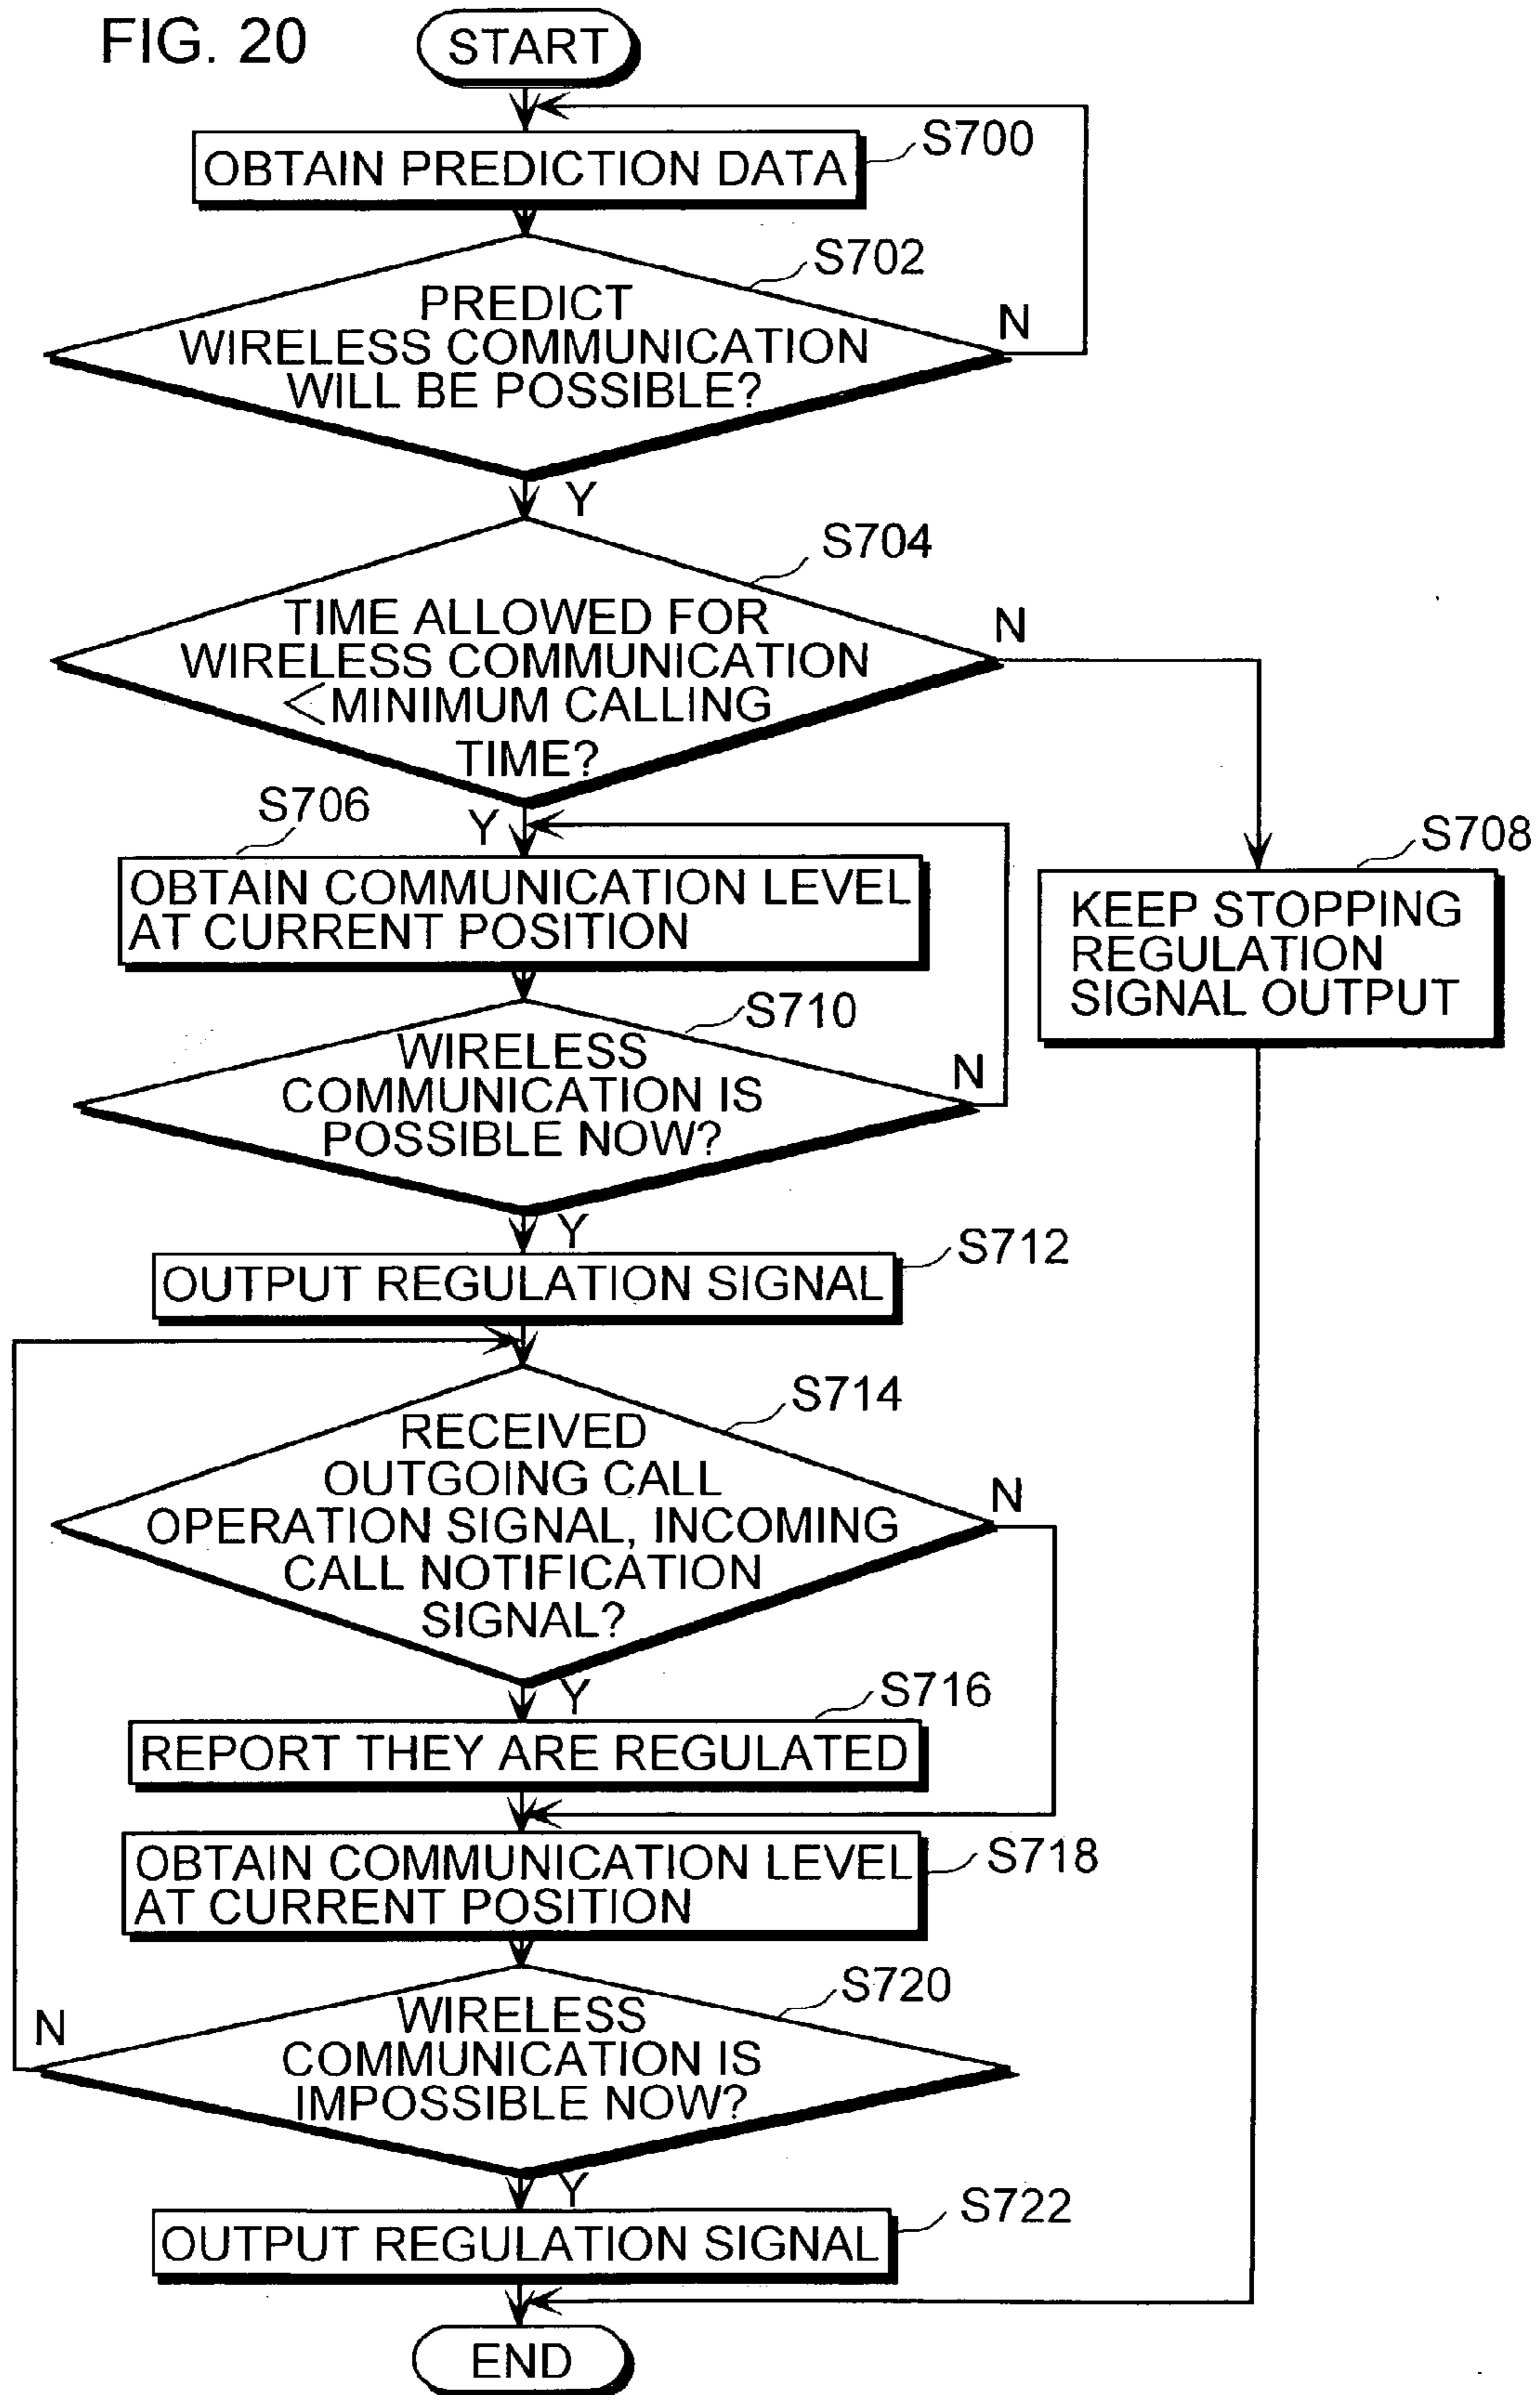 FIG. 20
START
S700
OBTAIN PREDICTION DATA
S702
PREDICT
WIRELESS COMMUNICATION
WILL BE POSSIBLE?
N
Y
S704
TIME ALLOWED FOR
WIRELESS COMMUNICATION
<MINIMUM CALLING
TIME?
N
Y
S706
OBTAIN COMMUNICATION LEVEL
AT CURRENT POSITION
S708
KEEP STOPPING
REGULATION
SIGNAL OUTPUT
S710
WIRELESS
COMMUNICATION IS
POSSIBLE NOW?
N
Y
S712
OUTPUT REGULATION SIGNAL
S714
RECEIVED
OUTGOING CALL
OPERATION SIGNAL, INCOMING
CALL NOTIFICATION
SIGNAL?
N
Y
S716
REPORT THEY ARE REGULATED
S718
OBTAIN COMMUNICATION LEVEL
AT CURRENT POSITION
S720
WIRELESS
COMMUNICATION IS
IMPOSSIBLE NOW?
N
Y
S722
OUTPUT REGULATION SIGNAL
END